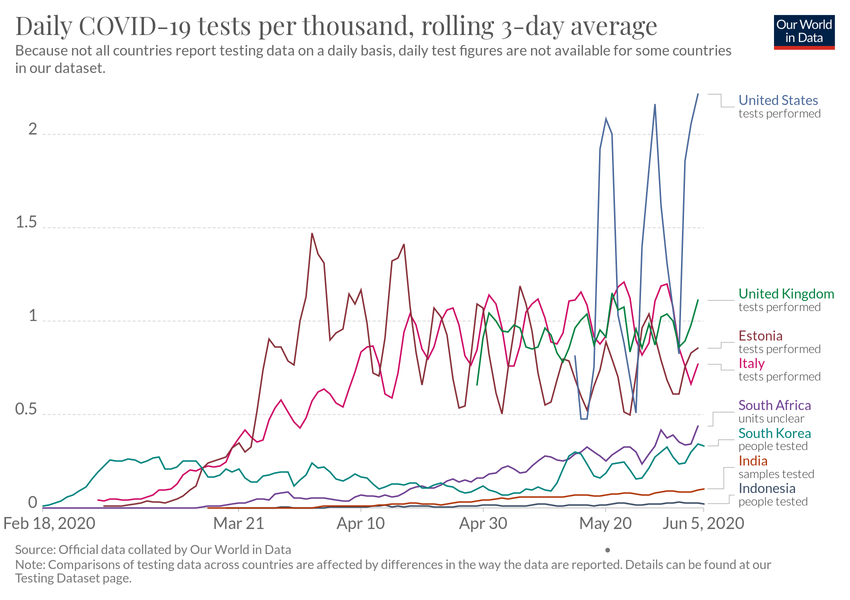 Daily COVID-19 tests per thousand, rolling 3-day average
Because not all countries report testing data on a daily basis, daily test figures are not available for some countries
in our dataset.
Our World
in Data
2
1.5
1
0.5
0
Feb 18, 2020
Mar 21
Apr 10
Apr 30
May 20
Jun 5, 2020
United States
tests performed
United Kingdom
tests performed
Estonia
tests performed
Italy
tests performed
South Africa
units unclear
South Korea
people tested
India
samples tested
Indonesia
people tested
Source: Official data collated by Our World in Data
Note: Comparisons of testing data across countries are affected by differences in the way the data are reported. Details can be found at our
Testing Dataset page.